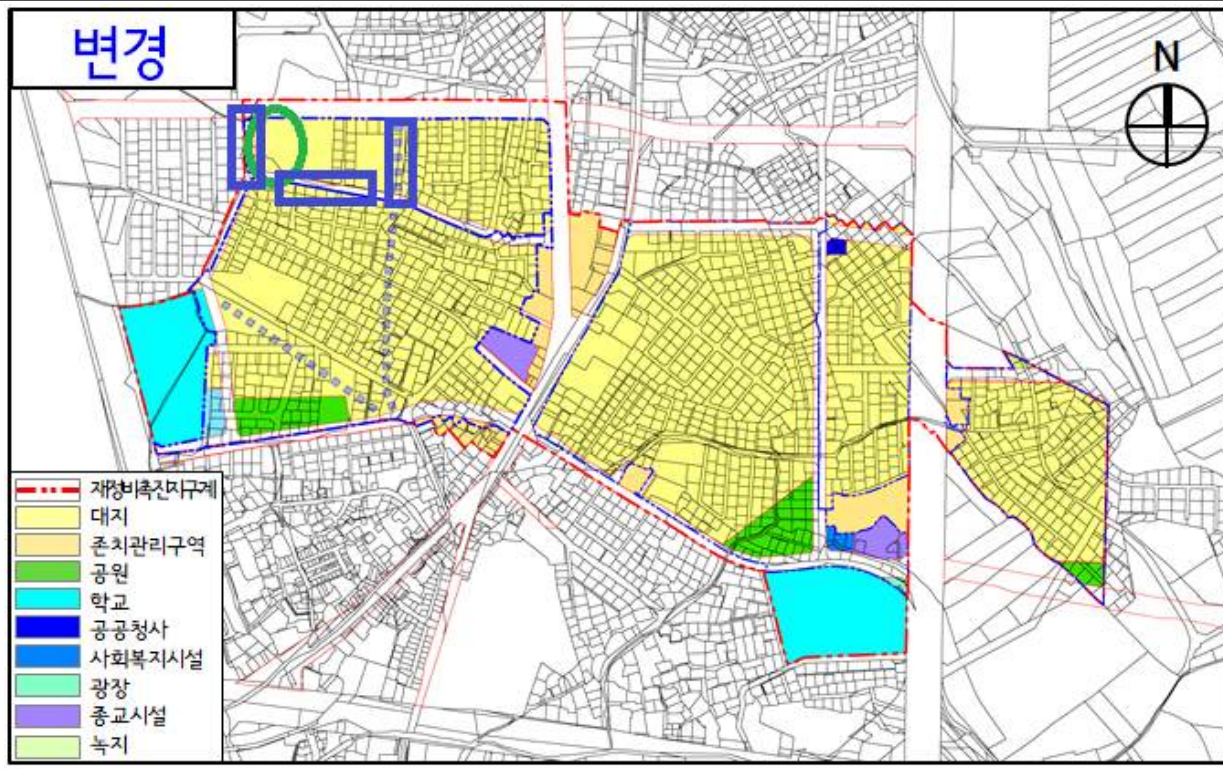 변경
N
재정비촉진지구계
대지
존치관리구역
공원
학교
공공청사
사회복지시설
광장
종교시설
녹지